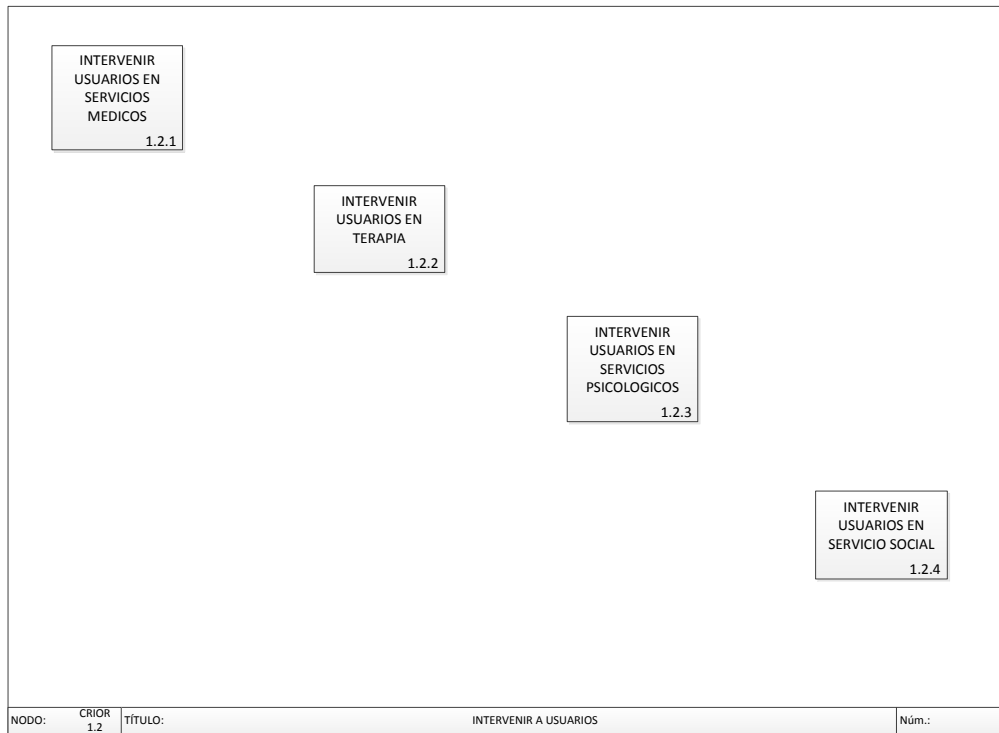 INTERVENIR
USUARIOS EN
SERVICIOS
MEDICOS
1.2.1
INTERVENIR
USUARIOS EN
TERAPIA
1.2.2
INTERVENIR
USUARIOS EN
SERVICIOS
PSICOLOGICOS
1.2.3
INTERVENIR
USUARIOS EN
SERVICIO SOCIAL
1.2.4
NODO:
CRIOR
1.2
TÍTULO:
INTERVENIR A USUARIOS
Núm.: